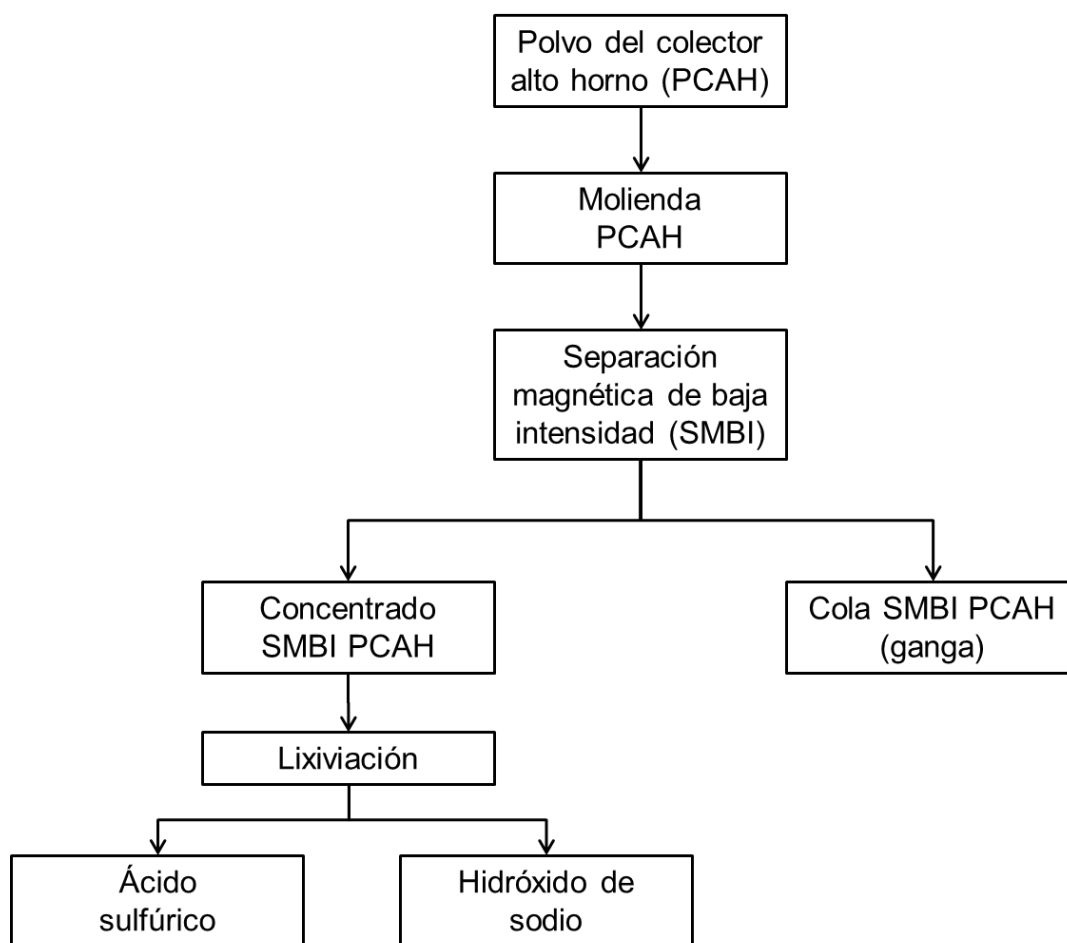 Polvo del colector
alto horno (PCAH)
Molienda
PCAH
Separación
magnética de baja
intensidad (SMBI)
Concentrado
SMBI PCAH
Cola SMBI PCAH
(ganga)
Lixiviación
Ácido
sulfúrico
Hidróxido de
sodio